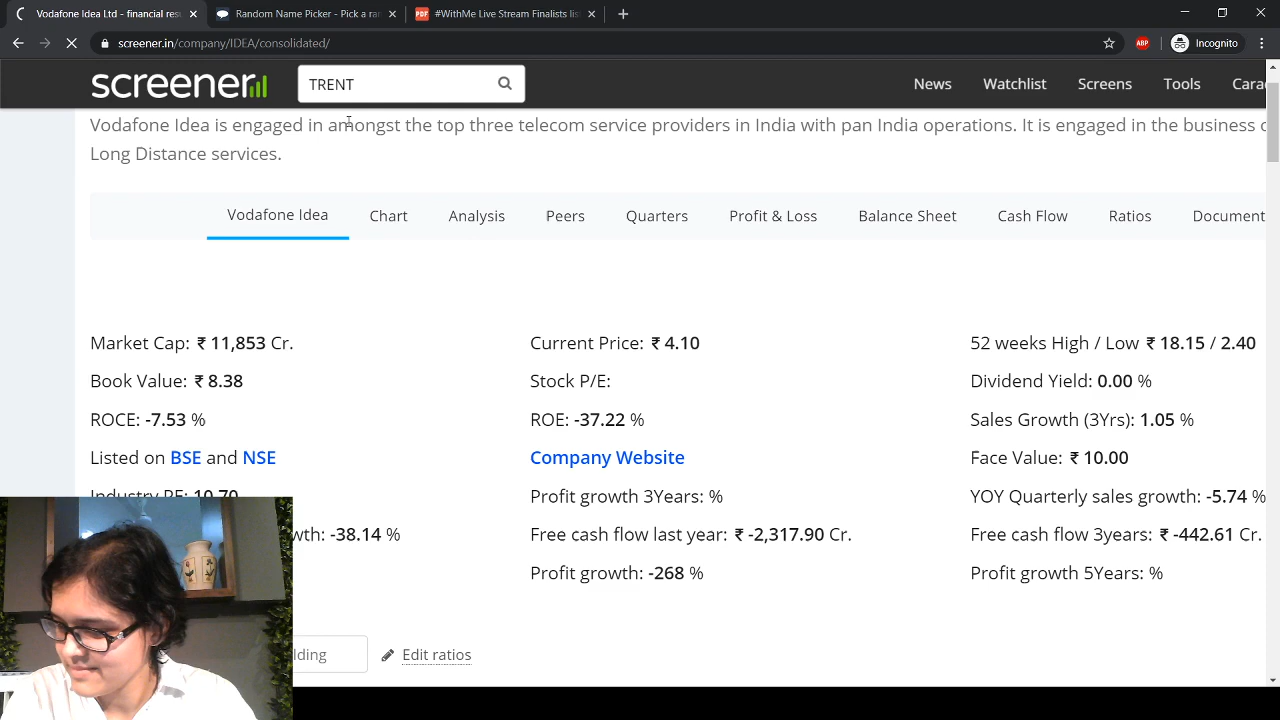 Vodafone Idea Ltd - financial res
Random Name Picker - Pick a ra
PDF #WithMe Live Stream Finalists lis
screener.in/company/IDEA/consolidated/
ABP
Incognito
screener
TRENT
News Watchlist Screens Tools Cara
Vodafone Idea is engaged in amongst the top three telecom service providers in India with pan India operations. It is engaged in the business
Long Distance services.
Vodafone Idea Chart Analysis Peers Quarters Profit & Loss Balance Sheet Cash Flow Ratios Document
Market Cap: ₹ 11,853 Cr. Current Price: ₹ 4.10 52 weeks High / Low ₹ 18.15 / 2.40
Book Value: ₹ 8.38 Stock P/E: Dividend Yield: 0.00 %
ROCE: -7.53 % ROE: -37.22 % Sales Growth (3Yrs): 1.05 %
Listed on BSE and NSE Company Website Face Value: ₹ 10.00
Industry PE: 10.70 Profit growth 3Years: % YOY Quarterly sales growth: -5.74 %
wth: -38.14 % Free cash flow last year: ₹ -2,317.90 Cr. Free cash flow 3years: ₹ -442.61 Cr.
Profit growth: -268 % Profit growth 5Years: %
lding Edit ratios